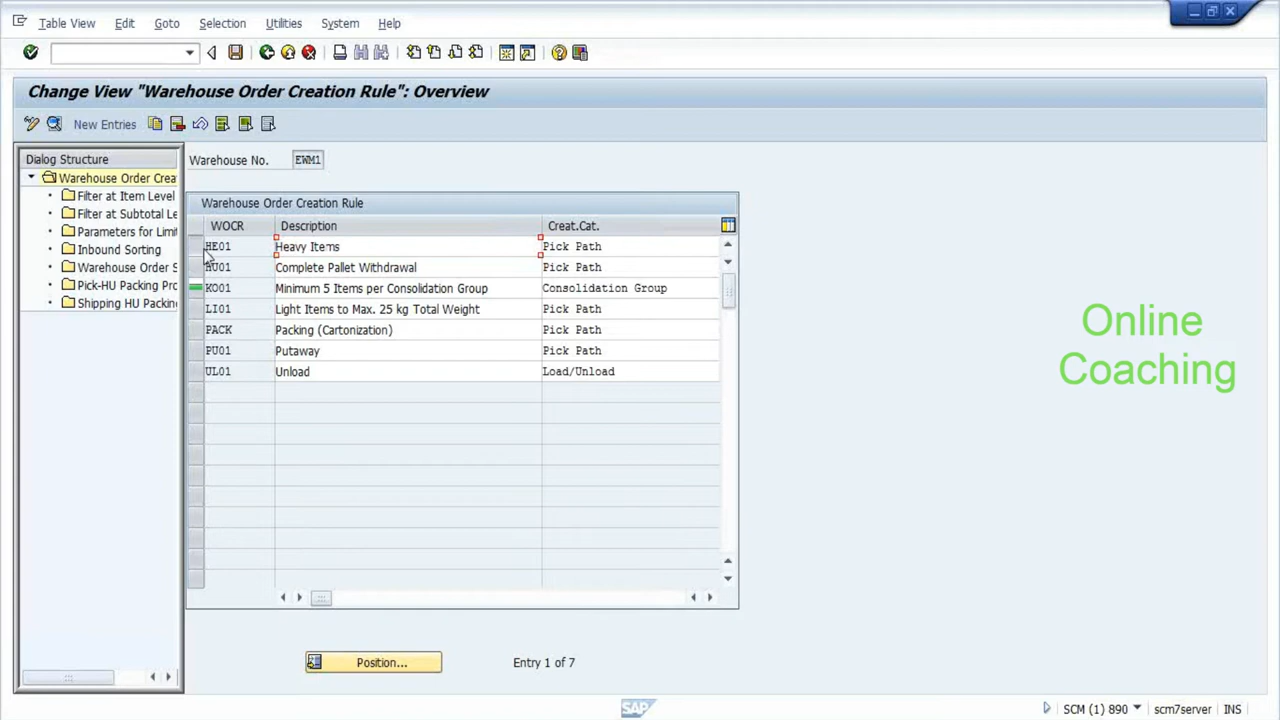 Table View Edit Goto Selection Utilities System Help
Change View "Warehouse Order Creation Rule": Overview
New Entries
Dialog Structure
Warehouse Order Crea
Filter at Item Level
Filter at Subtotal Le
Parameters for Limit
Inbound Sorting
Warehouse Order S
Pick-HU Packing Pro
Shipping HU Packin
Warehouse No. EWM1
Warehouse Order Creation Rule
WOCR Description Creat.Cat.
HE01 Heavy Items Pick Path
HU01 Complete Pallet Withdrawal Pick Path
KO01 Minimum 5 Items per Consolidation Group Consolidation Group
LI01 Light Items to Max. 25 kg Total Weight Pick Path
PACK Packing (Cartonization) Pick Path
PU01 Putaway Pick Path
UL01 Unload Load/Unload
Online
Coaching
Position... Entry 1 of 7
SAP SCM (1) 890 scm7server INS